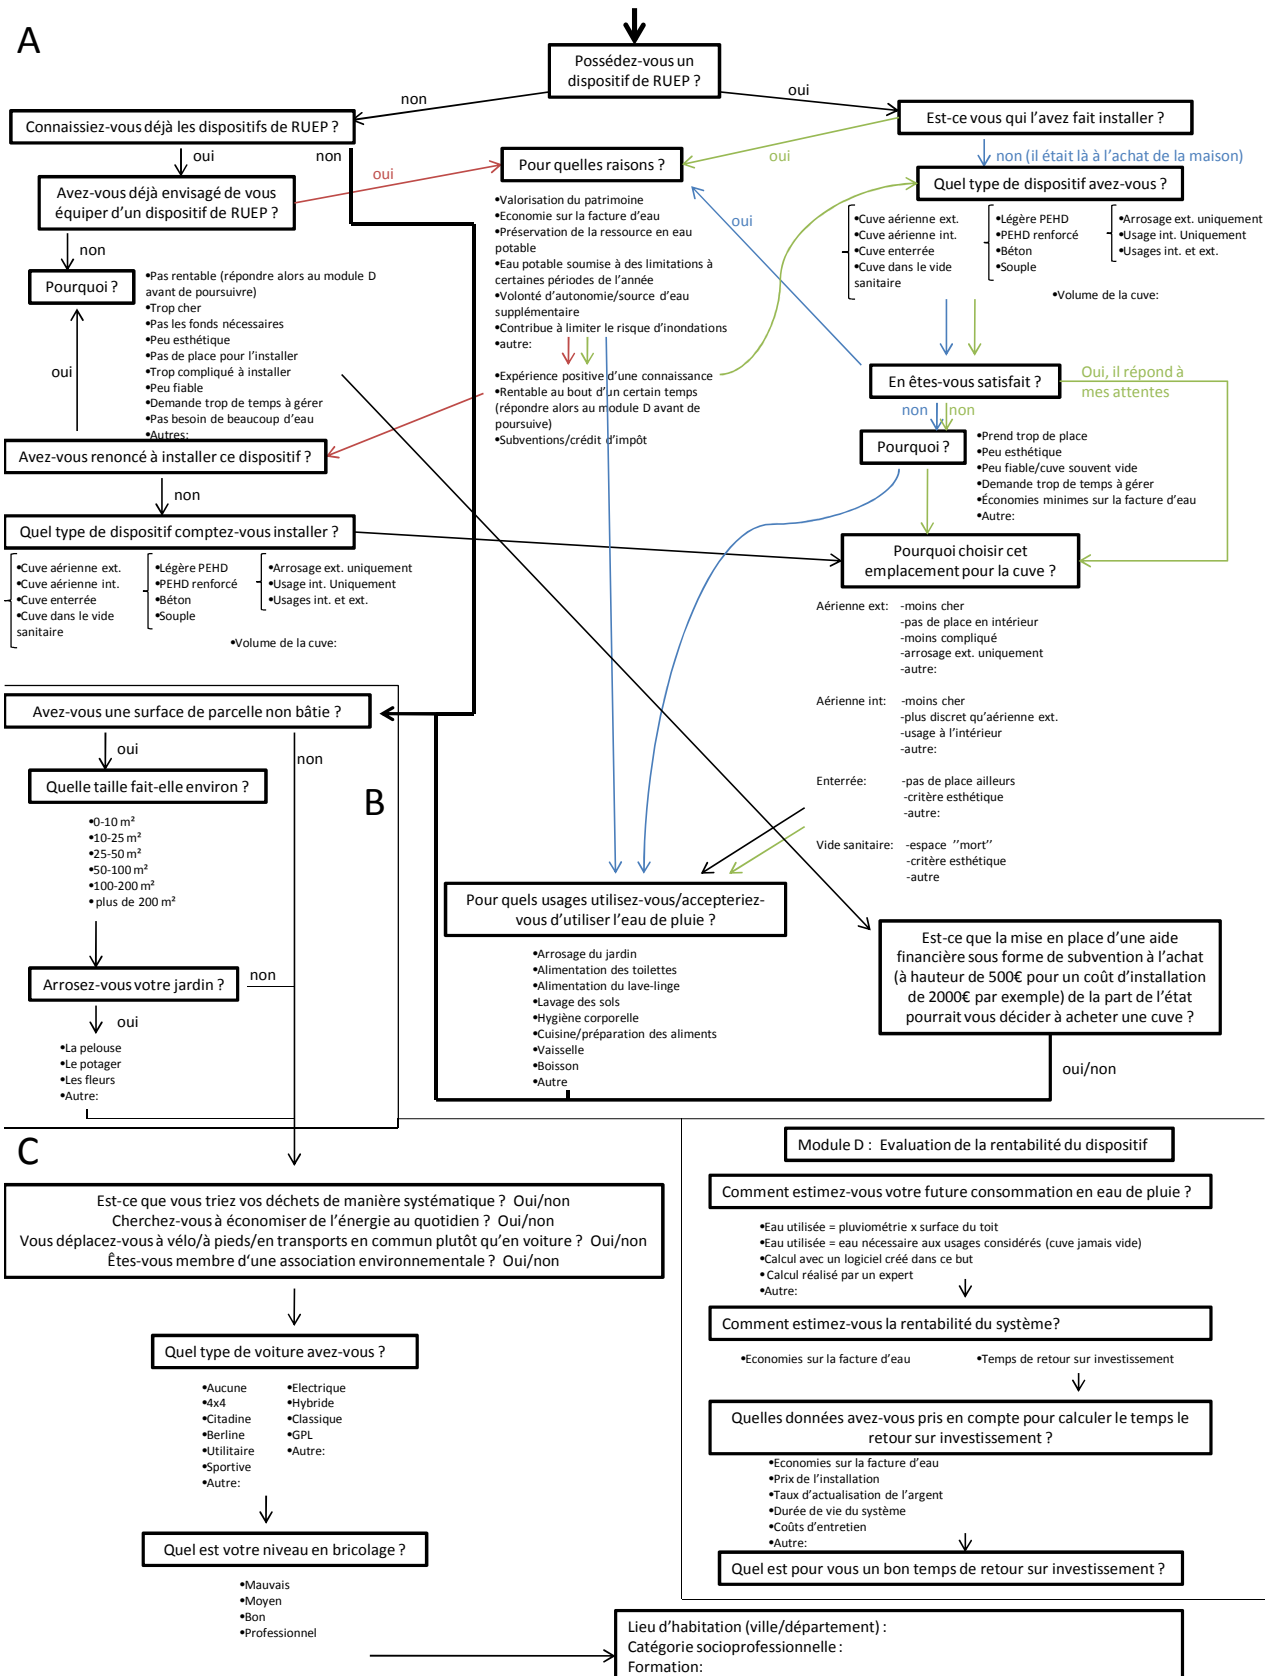 A
Possédez-vous un
dispositif de RUEP ?
non
oui
Connaissiez-vous déjà les dispositifs de RUEP ?
Est-ce vous qui l'avez fait installer ?
oui
non
oui
non (il était là à l'achat de la maison)
Pour quelles raisons ?
Avez-vous déjà envisagé de vous
équiper d'un dispositif de RUEP ?
oui
Quel type de dispositif avez-vous ?
•Valorisation du patrimoine
•Economie sur la facture d'eau
•Préservation de la ressource en eau
potable
•Eau potable soumise à des limitations à
certaines périodes de l'année
•Volonté d'autonomie/source d'eau
supplémentaire
•Contribue à limiter le risque d'inondations
•autre:
•Expérience positive d'une connaissance
•Rentable au bout d'un certain temps
(répondre alors au module D avant de
poursuive)
•Subventions/crédit d'impôt
oui
•Cuve aérienne ext.
•Cuve aérienne int.
•Cuve enterrée
•Cuve dans le vide
sanitaire
•Légère PEHD
•PEHD renforcé
•Béton
•Souple
•Arrosage ext. uniquement
•Usage int. Uniquement
•Usages int. et ext.
•Volume de la cuve:
non
Pourquoi ?
•Pas rentable (répondre alors au module D
avant de poursuivre)
•Trop cher
•Pas les fonds nécessaires
•Peu esthétique
•Pas de place pour l'installer
•Trop compliqué à installer
•Peu fiable
•Demande trop de temps à gérer
•Pas besoin de beaucoup d'eau
•Autres:
oui
En êtes-vous satisfait ?
Oui, il répond à
mes attentes
non
non
Pourquoi ?
•Prend trop de place
•Peu esthétique
•Peu fiable/cuve souvent vide
•Demande trop de temps à gérer
•Économies minimes sur la facture d'eau
•Autre:
Avez-vous renoncé à installer ce dispositif ?
non
Quel type de dispositif comptez-vous installer ?
•Cuve aérienne ext.
•Cuve aérienne int.
•Cuve enterrée
•Cuve dans le vide
sanitaire
•Légère PEHD
•PEHD renforcé
•Béton
•Souple
•Arrosage ext. uniquement
•Usage int. Uniquement
•Usages int. et ext.
•Volume de la cuve:
Pourquoi choisir cet
emplacement pour la cuve ?
Aérienne ext: -moins cher
-pas de place en intérieur
-moins compliqué
-arrosage ext. uniquement
-autre:
Aérienne int: -moins cher
-plus discret qu'aérienne ext.
-usage à l'intérieur
-autre:
Enterrée: -pas de place ailleurs
-critère esthétique
-autre:
Vide sanitaire: -espace ''mort''
-critère esthétique
-autre
Avez-vous une surface de parcelle non bâtie ?
oui
non
Quelle taille fait-elle environ ?
B
•0-10 m²
•10-25 m²
•25-50 m²
•50-100 m²
•100-200 m²
• plus de 200 m²
Arrosez-vous votre jardin ?
non
oui
•La pelouse
•Le potager
•Les fleurs
•Autre:
Pour quels usages utilisez-vous/accepteriez-
vous d'utiliser l'eau de pluie ?
•Arrosage du jardin
•Alimentation des toilettes
•Alimentation du lave-linge
•Lavage des sols
•Hygiène corporelle
•Cuisine/préparation des aliments
•Vaisselle
•Boisson
•Autre
Est-ce que la mise en place d'une aide
financière sous forme de subvention à l'achat
(à hauteur de 500€ pour un coût d'installation
de 2000€ par exemple) de la part de l'état
pourrait vous décider à acheter une cuve ?
oui/non
C
Est-ce que vous triez vos déchets de manière systématique ? Oui/non
Cherchez-vous à économiser de l'énergie au quotidien ? Oui/non
Vous déplacez-vous à vélo/à pieds/en transports en commun plutôt qu'en voiture ? Oui/non
Êtes-vous membre d'une association environnementale ? Oui/non
Quel type de voiture avez-vous ?
•Aucune
•4x4
•Citadine
•Berline
•Utilitaire
•Sportive
•Autre:
•Electrique
•Hybride
•Classique
•GPL
•Autre:
Quel est votre niveau en bricolage ?
•Mauvais
•Moyen
•Bon
•Professionnel
Module D : Evaluation de la rentabilité du dispositif
Comment estimez-vous votre future consommation en eau de pluie ?
•Eau utilisée = pluviométrie x surface du toit
•Eau utilisée = eau nécessaire aux usages considérés (cuve jamais vide)
•Calcul avec un logiciel créé dans ce but
• Calcul réalisé par un expert
•Autre:
Comment estimez-vous la rentabilité du système?
•Economies sur la facture d'eau
•Temps de retour sur investissement
Quelles données avez-vous pris en compte pour calculer le temps le
retour sur investissement ?
•Economies sur la facture d'eau
•Prix de l'installation
•Taux d'actualisation de l'argent
•Durée de vie du système
•Coûts d'entretien
•Autre:
Quel est pour vous un bon temps de retour sur investissement ?
Lieu d'habitation (ville/département) :
Catégorie socioprofessionnelle :
Formation: